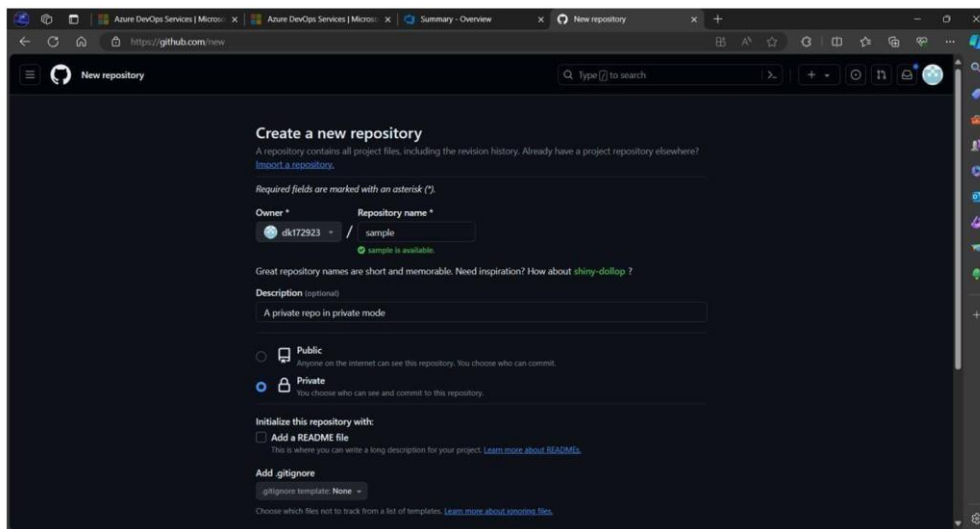 Azure DevOps Services | Microso
Azure DevOps Services | Microso
Summary - Overview
New repository
https://github.com/new
New repository
Type / to search
Create a new repository
A repository contains all project files, including the revision history. Already have a project repository elsewhere?
Import a repository.
Required fields are marked with an asterisk (*).
Owner * Repository name *
dk172923 / sample
sample is available.
Great repository names are short and memorable. Need inspiration? How about shiny-dollop ?
Description (optional)
A private repo in private mode
Public
Anyone on the internet can see this repository. You choose who can commit.
Private
You choose who can see and commit to this repository.
Initialize this repository with:
Add a README file
This is where you can write a long description for your project. Learn more about READMEs.
Add .gitignore
.gitignore template: None
Choose which files not to track from a list of templates. Learn more about ignoring files.